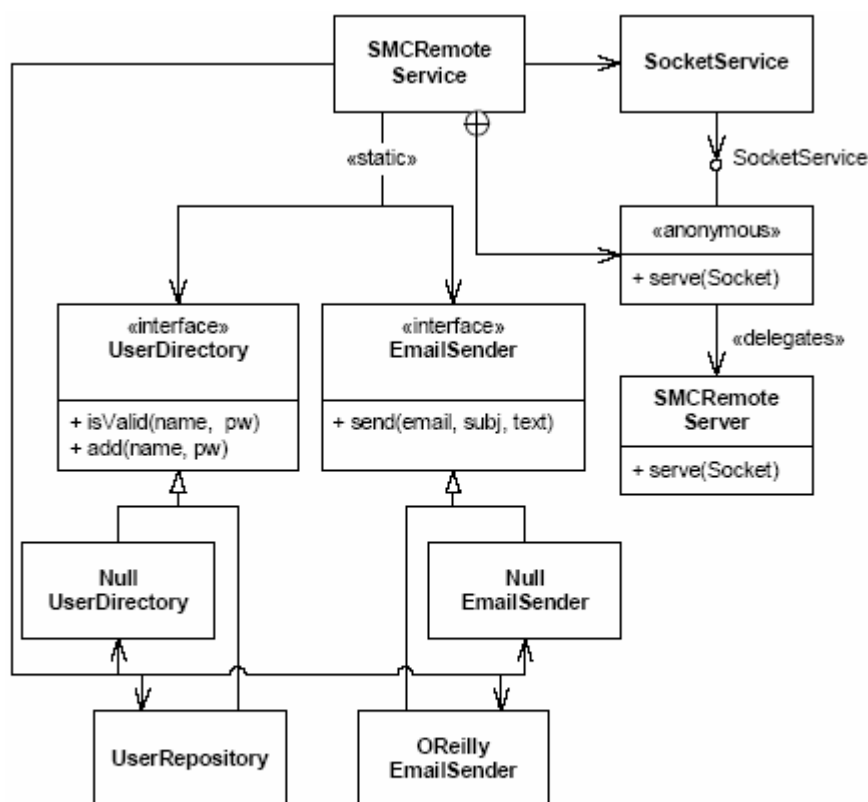 SMCRemote
Service
SocketService
«static»
SocketService
«anonymous»
+ serve(Socket)
«interface»
UserDirectory
+ isValid(name, pw)
+ add(name, pw)
«interface»
EmailSender
+ send(email, subj, text)
«delegates»
SMCRemote
Server
+ serve(Socket)
Null
UserDirectory
Null
EmailSender
UserRepository
OReilly
EmailSender